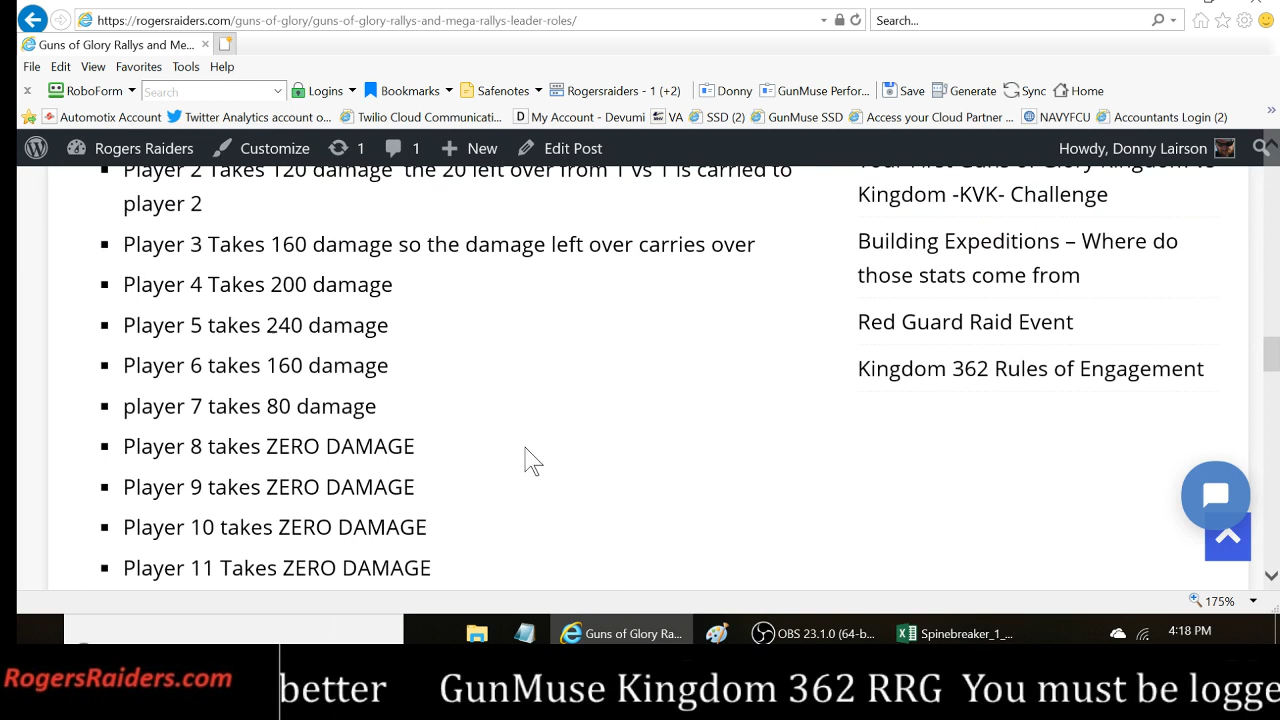 https://rogersraiders.com/guns-of-glory/guns-of-glory-rallys-and-mega-rallys-leader-roles/
Search...
Guns of Glory Rallys and Me...
File Edit View Favorites Tools Help
RoboForm Search Logins Bookmarks Safenotes Rogersraiders - 1 (+2) Donny GunMuse Perfor... Save Generate Sync Home
Automotix Account Twitter Analytics account o... Twilio Cloud Communicati... My Account - Devumi VA SSD (2) GunMuse SSD Access your Cloud Partner ... NAVYFCU Accountants Login (2)
Rogers Raiders Customize 1 1 New Edit Post Howdy, Donny Lairson
Player 2 Takes 120 damage the 20 left over from 1 vs 1 is carried to
player 2
Player 3 Takes 160 damage so the damage left over carries over
Player 4 Takes 200 damage
Player 5 takes 240 damage
Player 6 takes 160 damage
player 7 takes 80 damage
Player 8 takes ZERO DAMAGE
Player 9 takes ZERO DAMAGE
Player 10 takes ZERO DAMAGE
Player 11 Takes ZERO DAMAGE
Your First Guns of Glory Kingdom to
Kingdom -KVK- Challenge
Building Expeditions – Where do
those stats come from
Red Guard Raid Event
Kingdom 362 Rules of Engagement
175%
Guns of Glory Ra... OBS 23.1.0 (64-b... Spinebreaker_1_... 4:18 PM
RogersRaiders.com
better GunMuse Kingdom 362 RRG You must be logge